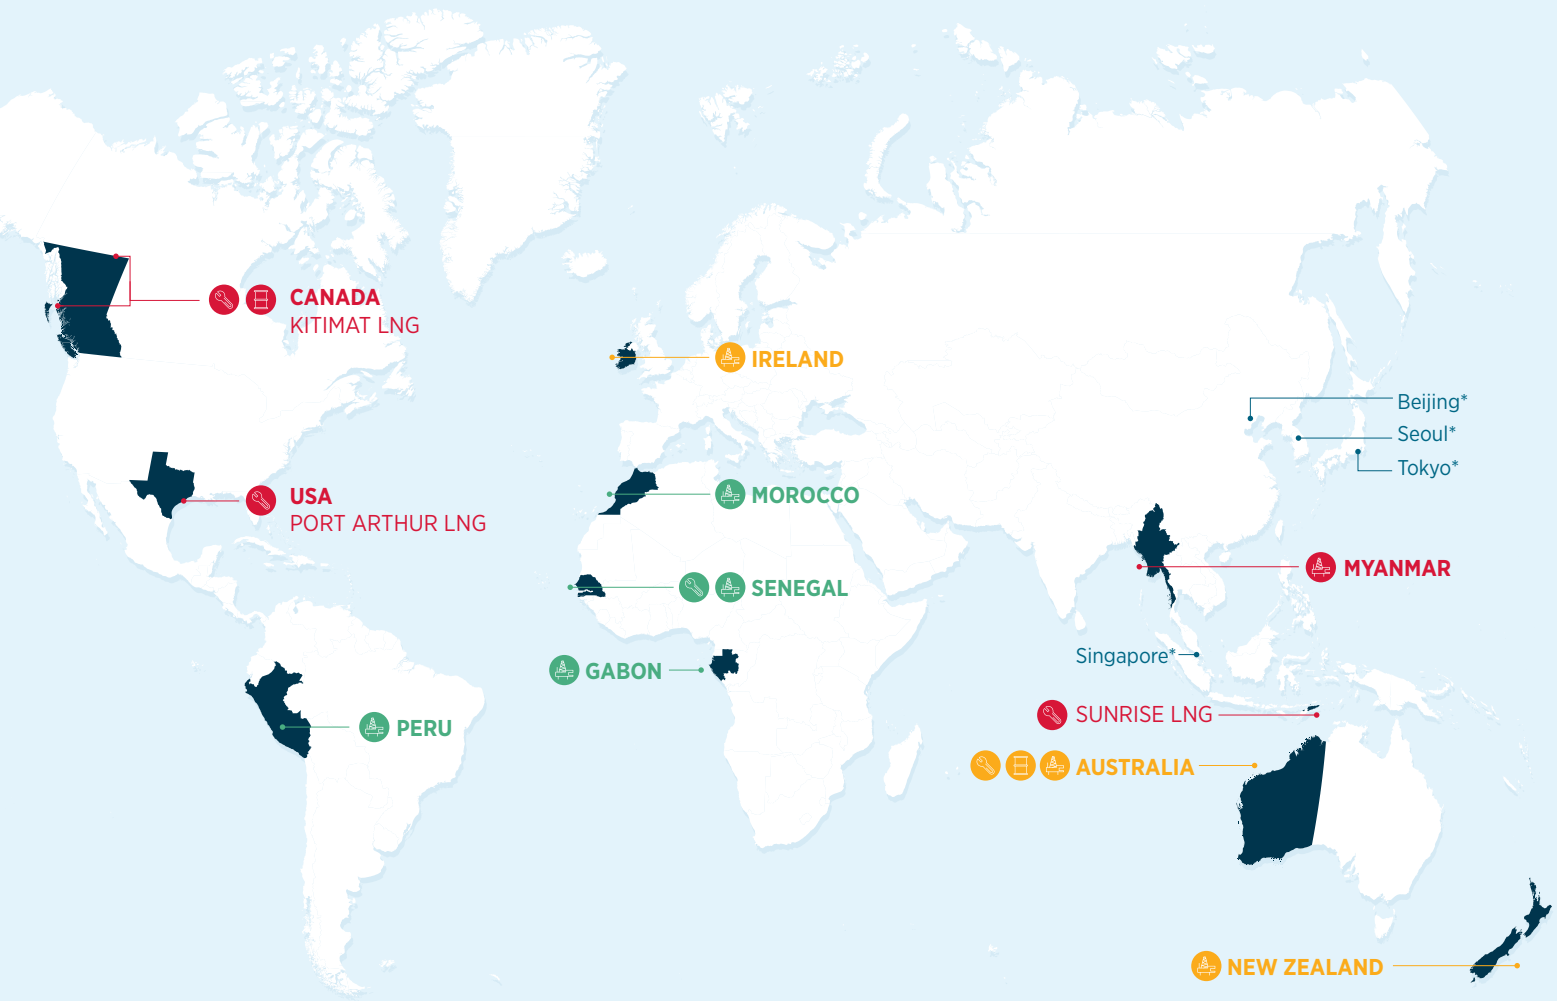 CANADA
KITIMAT LNG
IRELAND
Beijing*
Seoul*
Tokyo*
USA
PORT ARTHUR LNG
MOROCCO
MYANMAR
SENEGAL
Singapore*
GABON
SUNRISE LNG
PERU
AUSTRALIA
NEW ZEALAND